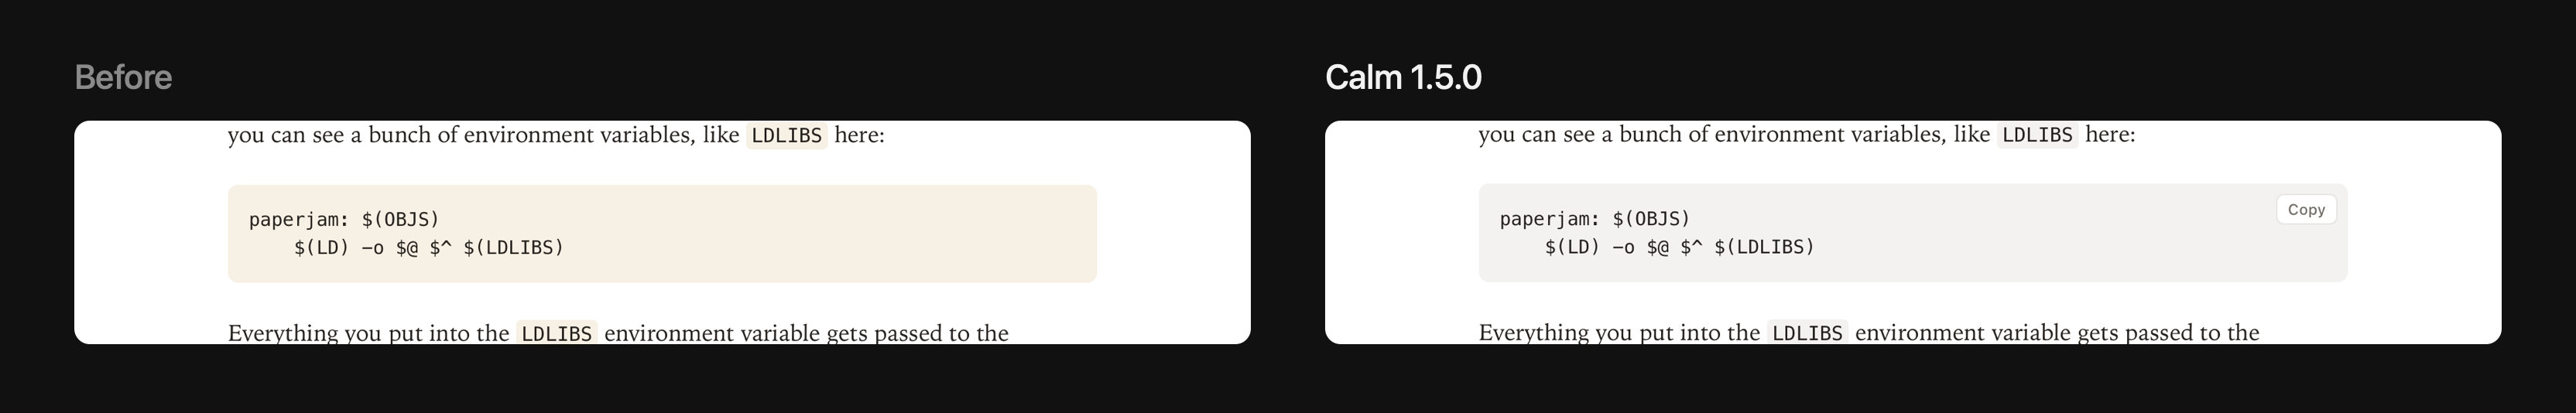 Before
you can see a bunch of environment variables, like LDLIBS here:
paperjam: $(OBJS)
    $(LD) -o $@ $^ $(LDLIBS)
Everything you put into the LDLIBS environment variable gets passed to the
Calm 1.5.0
you can see a bunch of environment variables, like LDLIBS here:
Copy
paperjam: $(OBJS)
    $(LD) -o $@ $^ $(LDLIBS)
Everything you put into the LDLIBS environment variable gets passed to the